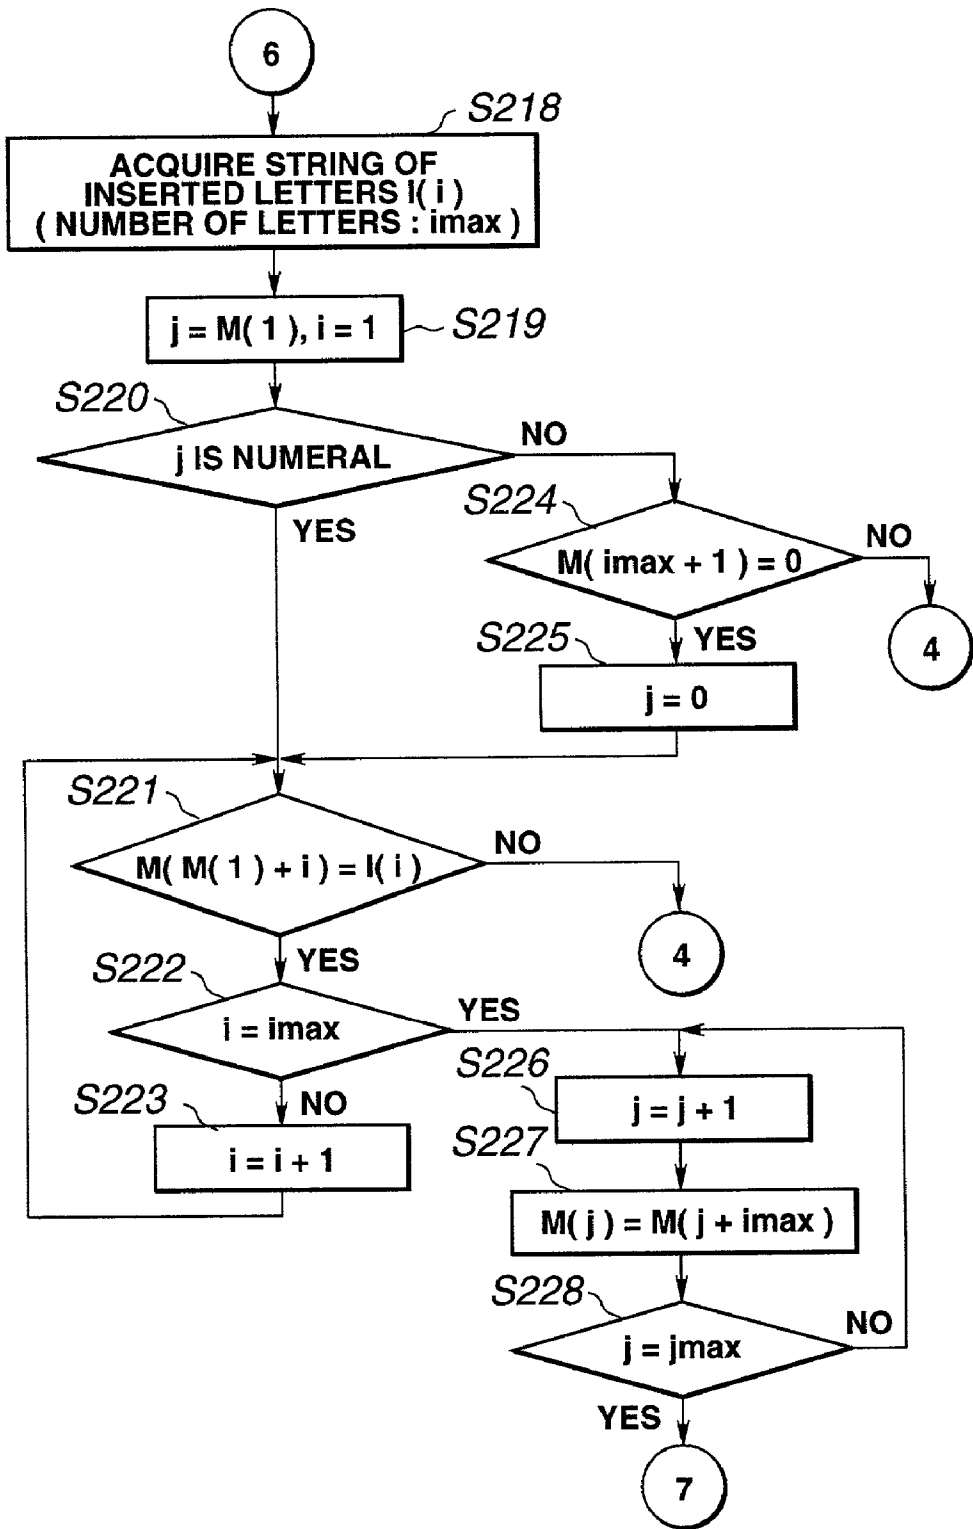 6
S218
ACQUIRE STRING OF
INSERTED LETTERS I( i )
( NUMBER OF LETTERS : imax )
j = M( 1 ), i = 1
S219
S220
j IS NUMERAL
NO
YES
S224
M( imax + 1 ) = 0
NO
4
YES
S225
j = 0
S221
M( M( 1 ) + i ) = I( i )
NO
4
YES
S222
i = imax
YES
NO
S223
i = i + 1
S226
j = j + 1
S227
M( j ) = M( j + imax )
S228
j = jmax
NO
YES
7